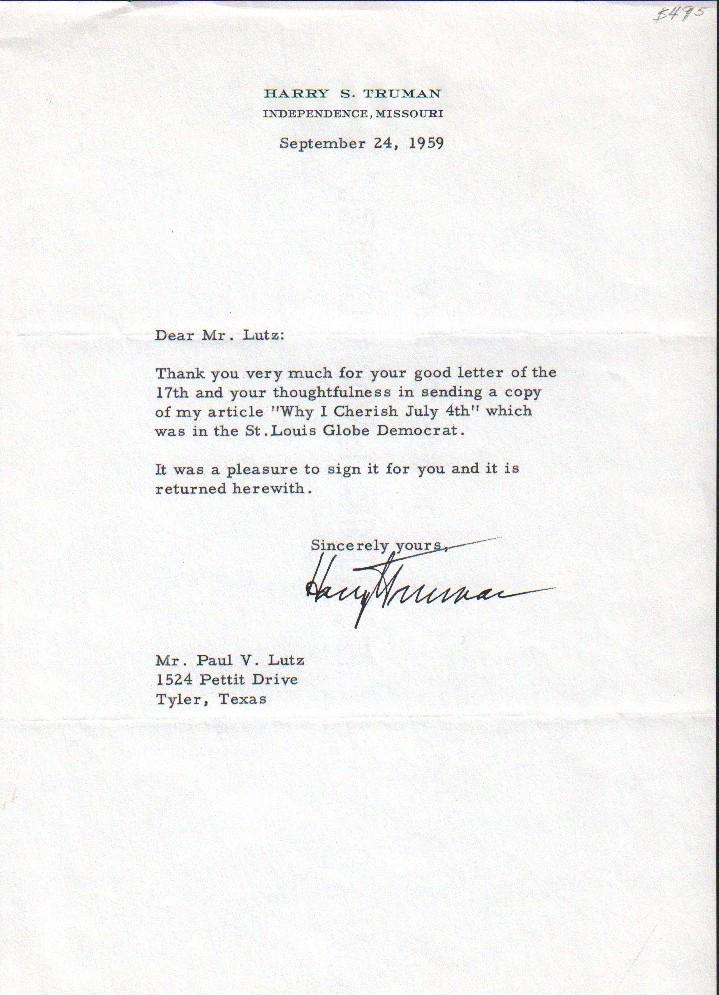 $495
HARRY S. TRUMAN
INDEPENDENCE, MISSOURI
September 24, 1959
Dear Mr. Lutz:
Thank you very much for your good letter of the
17th and your thoughtfulness in sending a copy
of my article "Why I Cherish July 4th" which
was in the St.Louis Globe Democrat.
It was a pleasure to sign it for you and it is
returned herewith.
Sincerely yours,
Harry Truman
Mr. Paul V. Lutz
1524 Pettit Drive
Tyler, Texas